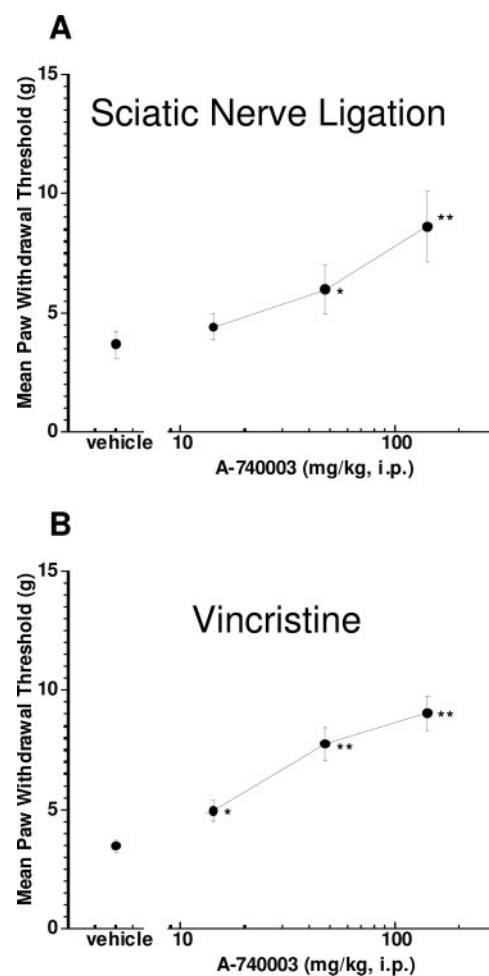 A
15
Sciatic Nerve Ligation
10
**
*
5
0
vehicle 10 100
Mean Paw Withdrawal Threshold (g)
A-740003 (mg/kg, i.p.)
B
15
Vincristine
10
**
**
5
*
0
vehicle 10 100
Mean Paw Withdrawal Threshold (g)
A-740003 (mg/kg, i.p.)